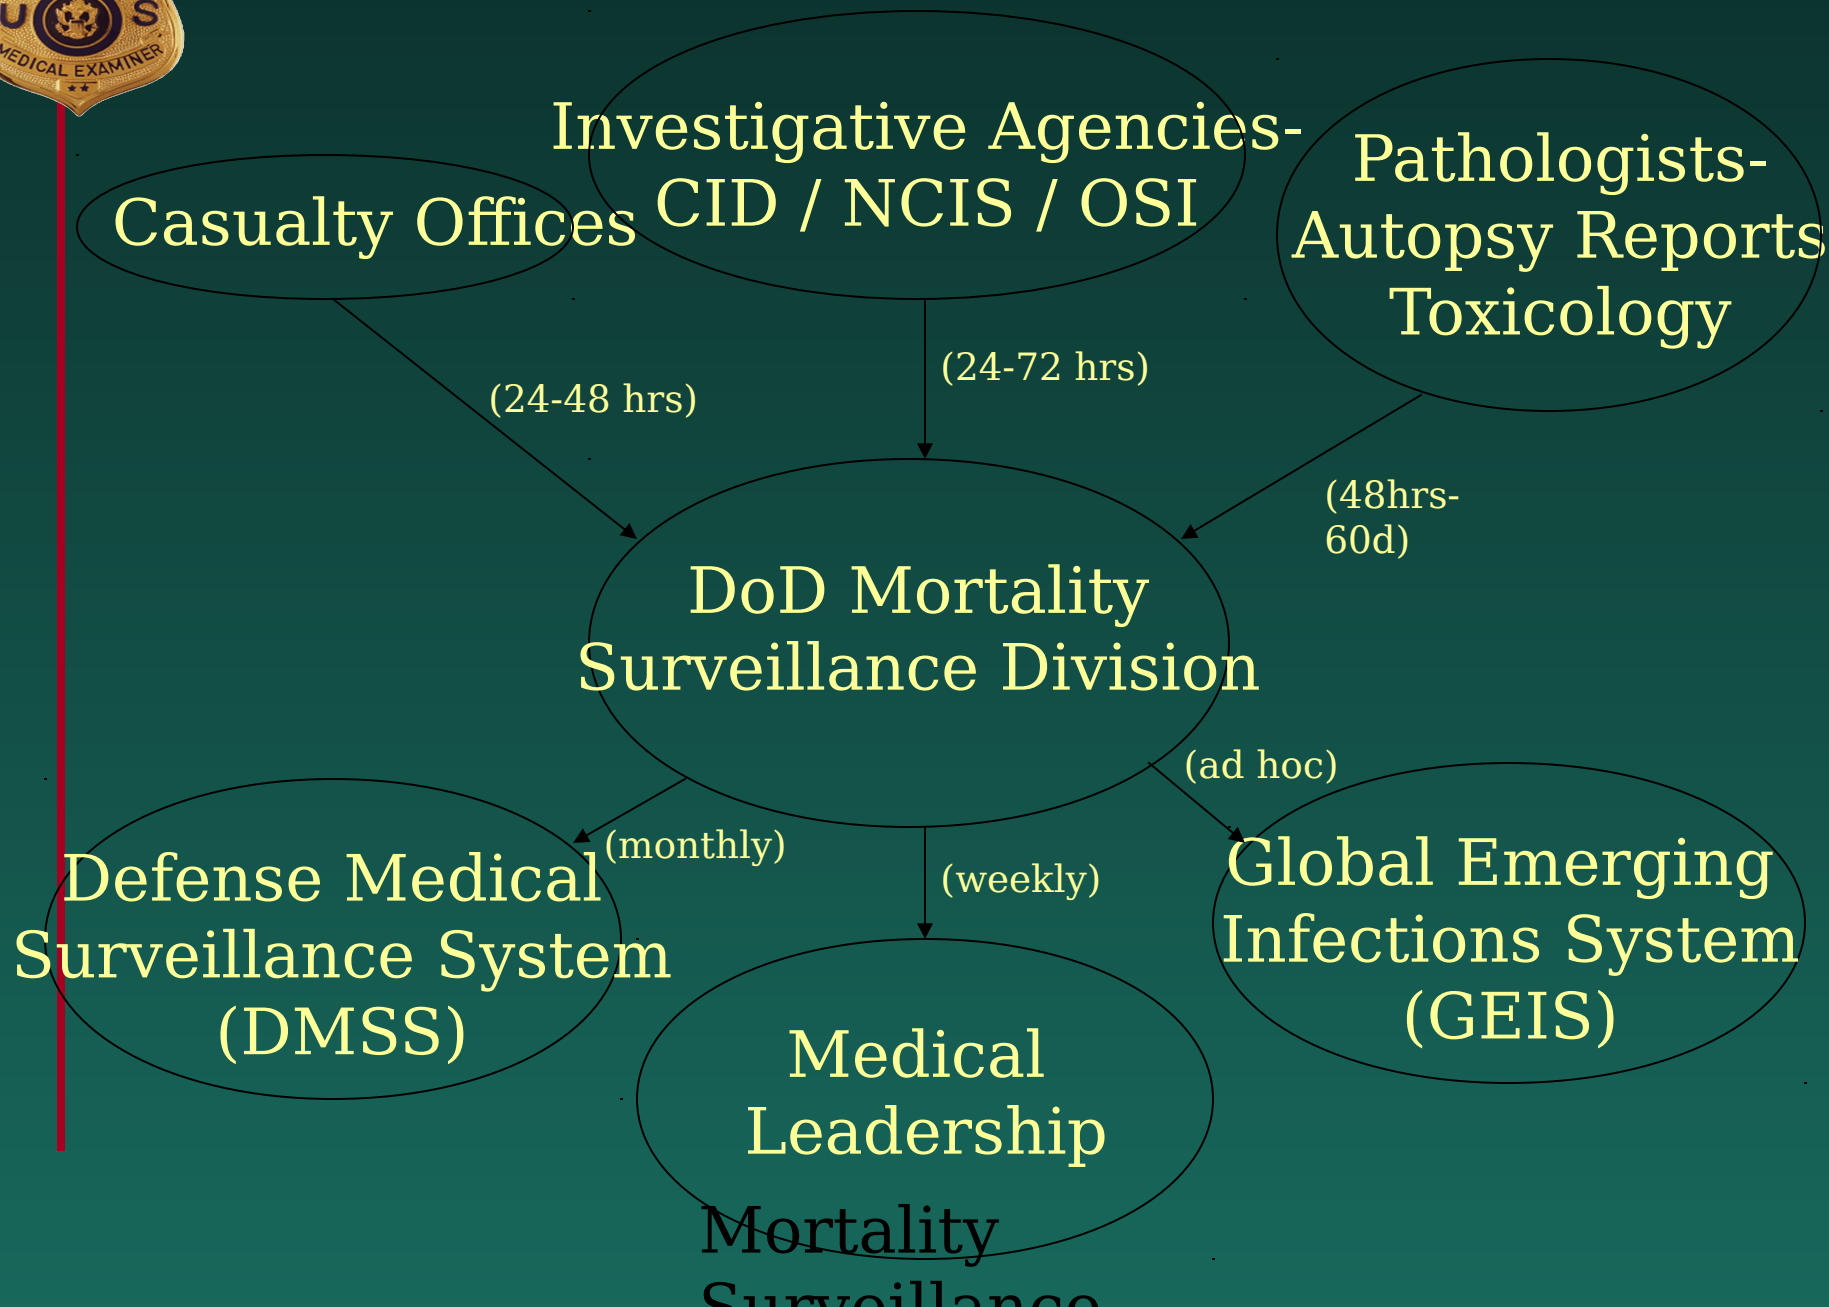 U S
MEDICAL EXAMINER
Investigative Agencies-
CID / NCIS / OSI
Pathologists-
Autopsy Reports
Toxicology
Casualty Offices
(24-48 hrs)
(24-72 hrs)
(48hrs-
60d)
DoD Mortality
Surveillance Division
(ad hoc)
(monthly)
(weekly)
Defense Medical
Surveillance System
(DMSS)
Global Emerging
Infections System
(GEIS)
Medical
Leadership
Mortality
Surveillance